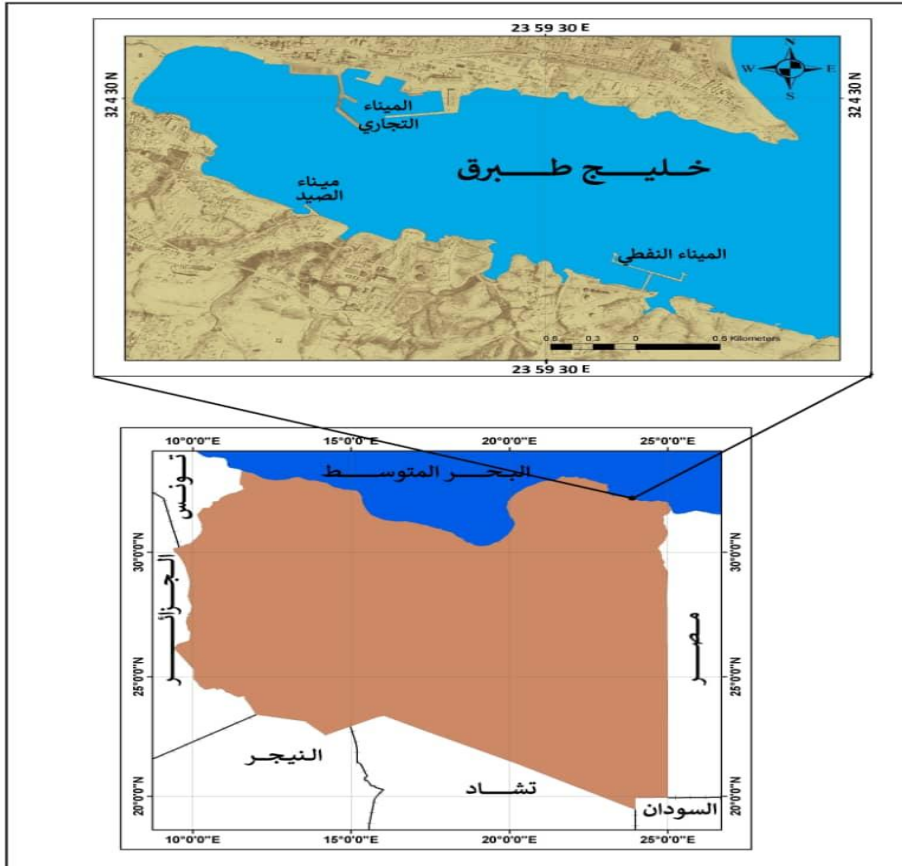 23 59 30 E
N
W E
S
32 4 30 N
32 4 30 N
الميناء
التجاري
خليج طبرق
ميناء
الصيد
الميناء النفطي
0.6 0.3 0 0.6 Kilometers
23 59 30 E
10°0'0"E 15°0'0"E 20°0'0"E 25°0'0"E
البحر المتوسط
تونس
30°0'0"N
30°0'0"N
الجزائر
مصر
25°0'0"N
25°0'0"N
النيجر
تشاد
20°0'0"N
20°0'0"N
السودان
10°0'0"E 15°0'0"E 20°0'0"E 25°0'0"E